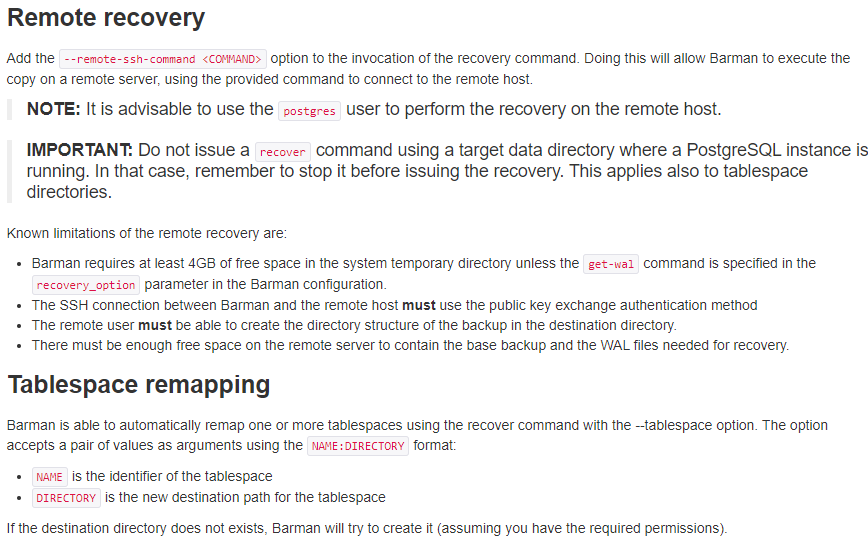 Remote recovery
Add the --remote-ssh-command <COMMAND> option to the invocation of the recovery command. Doing this will allow Barman to execute the
copy on a remote server, using the provided command to connect to the remote host.
NOTE: It is advisable to use the postgres user to perform the recovery on the remote host.
IMPORTANT: Do not issue a recover command using a target data directory where a PostgreSQL instance is
running. In that case, remember to stop it before issuing the recovery. This applies also to tablespace
directories.
Known limitations of the remote recovery are:
• Barman requires at least 4GB of free space in the system temporary directory unless the get-wal command is specified in the
recovery_option parameter in the Barman configuration.
• The SSH connection between Barman and the remote host must use the public key exchange authentication method
• The remote user must be able to create the directory structure of the backup in the destination directory.
• There must be enough free space on the remote server to contain the base backup and the WAL files needed for recovery.
Tablespace remapping
Barman is able to automatically remap one or more tablespaces using the recover command with the --tablespace option. The option
accepts a pair of values as arguments using the NAME:DIRECTORY format:
• NAME is the identifier of the tablespace
• DIRECTORY is the new destination path for the tablespace
If the destination directory does not exists, Barman will try to create it (assuming you have the required permissions).